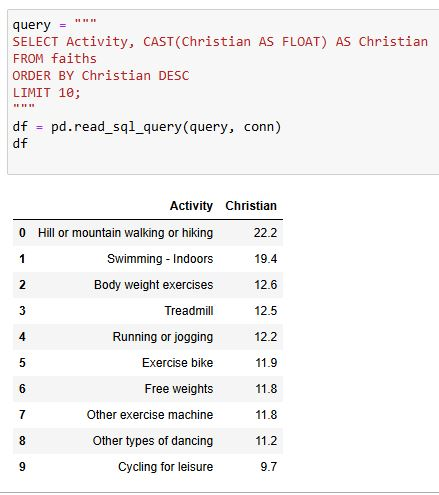 query = """
SELECT Activity, CAST(Christian AS FLOAT) AS Christian
FROM faiths
ORDER BY Christian DESC
LIMIT 10;
"""
df = pd.read_sql_query(query, conn)
df
Activity Christian
0 Hill or mountain walking or hiking 22.2
1 Swimming - Indoors 19.4
2 Body weight exercises 12.6
3 Treadmill 12.5
4 Running or jogging 12.2
5 Exercise bike 11.9
6 Free weights 11.8
7 Other exercise machine 11.8
8 Other types of dancing 11.2
9 Cycling for leisure 9.7